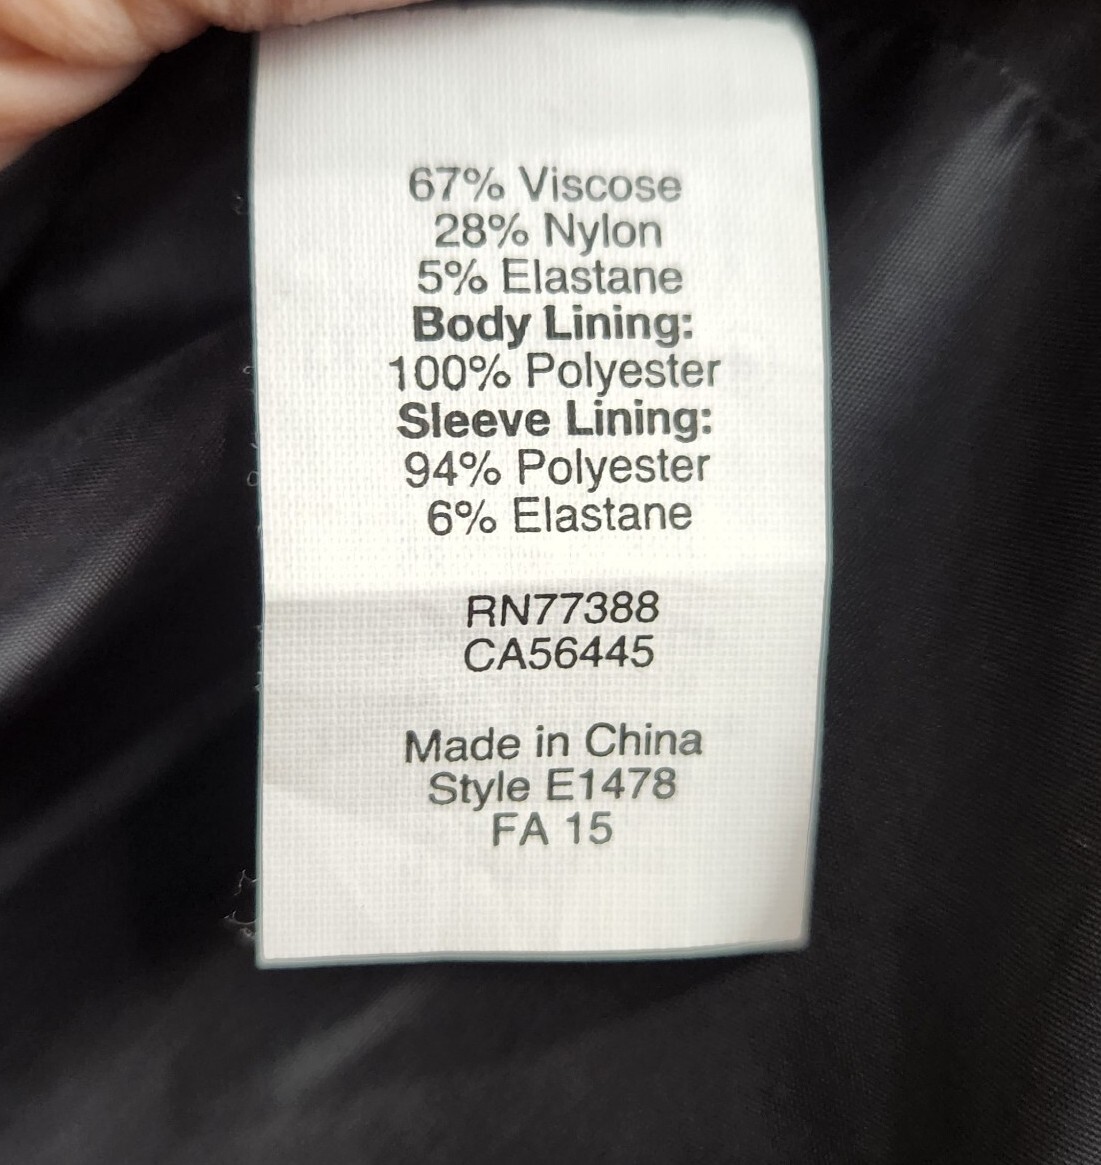 67% Viscose
28% Nylon
5% Elastane
Body Lining:
100% Polyester
Sleeve Lining:
94% Polyester
6% Elastane
RN77388
CA56445
Made in China
Style E1478
FA 15